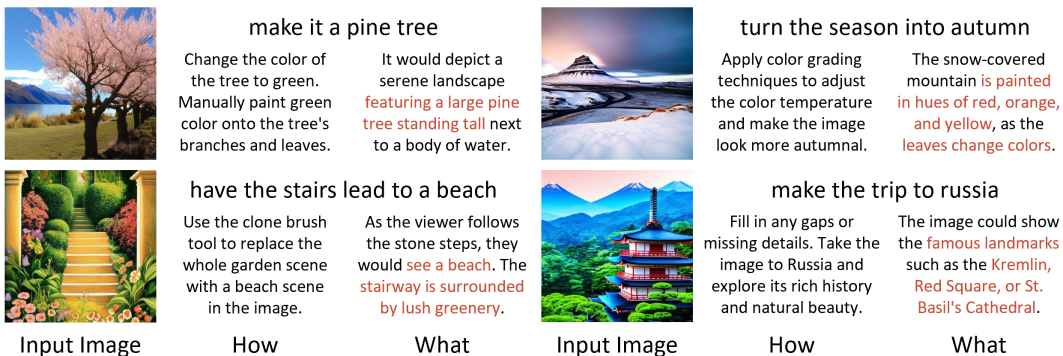 make it a pine tree
Change the color of
the tree to green.
Manually paint green
color onto the tree's
branches and leaves.
It would depict a
serene landscape
featuring a large pine
tree standing tall next
to a body of water.
turn the season into autumn
Apply color grading
techniques to adjust
the color temperature
and make the image
look more autumnal.
The snow-covered
mountain is painted
in hues of red, orange,
and yellow, as the
leaves change colors.
have the stairs lead to a beach
Use the clone brush
tool to replace the
whole garden scene
with a beach scene
in the image.
As the viewer follows
the stone steps, they
would see a beach. The
stairway is surrounded
by lush greenery.
make the trip to russia
Fill in any gaps or
missing details. Take the
image to Russia and
explore its rich history
and natural beauty.
The image could show
the famous landmarks
such as the Kremlin,
Red Square, or St.
Basil's Cathedral.
Input Image
How
What
Input Image
How
What